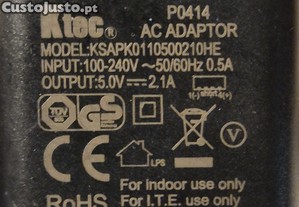 CustoJusto.pt
P0414
Ktec® AC ADAPTOR
MODEL:KSAPK0110500210HE
INPUT:100-240V ~50/60Hz 0.5A
OUTPUT:5.0V⎓2.1A
TÜV GS V
CE LPS
For indoor use only
RoHS For I.T.E. use only